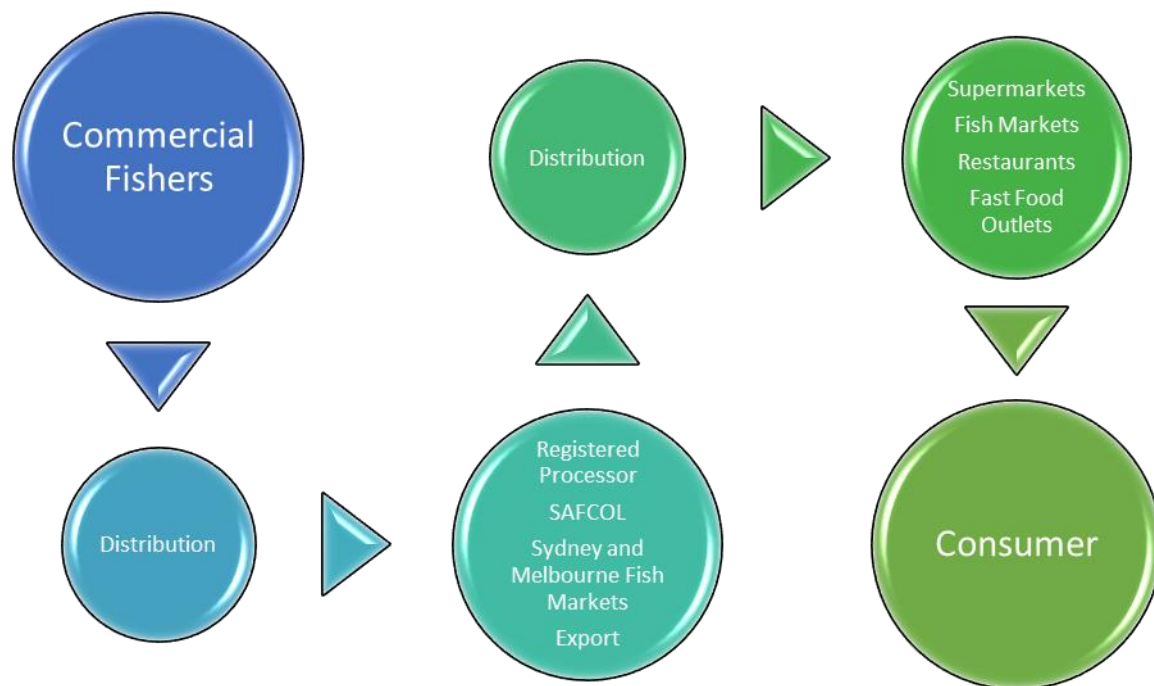 Commercial
Fishers
Distribution
Registered
Processor
SAFCOL
Sydney and
Melbourne Fish
Markets
Export
Distribution
Supermarkets
Fish Markets
Restaurants
Fast Food
Outlets
Consumer